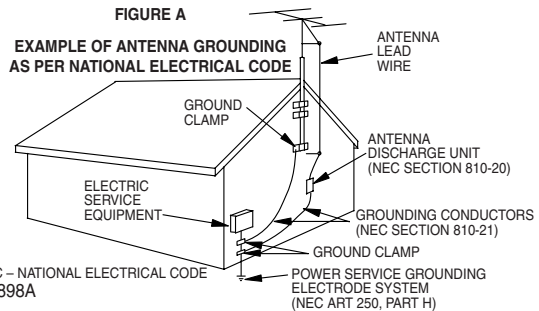 FIGURE A
EXAMPLE OF ANTENNA GROUNDING
AS PER NATIONAL ELECTRICAL CODE
ANTENNA
LEAD
WIRE
GROUND
CLAMP
ANTENNA
DISCHARGE UNIT
(NEC SECTION 810-20)
ELECTRIC
SERVICE
EQUIPMENT
GROUNDING CONDUCTORS
(NEC SECTION 810-21)
GROUND CLAMP
POWER SERVICE GROUNDING
ELECTRODE SYSTEM
(NEC ART 250, PART H)
C – NATIONAL ELECTRICAL CODE
898A